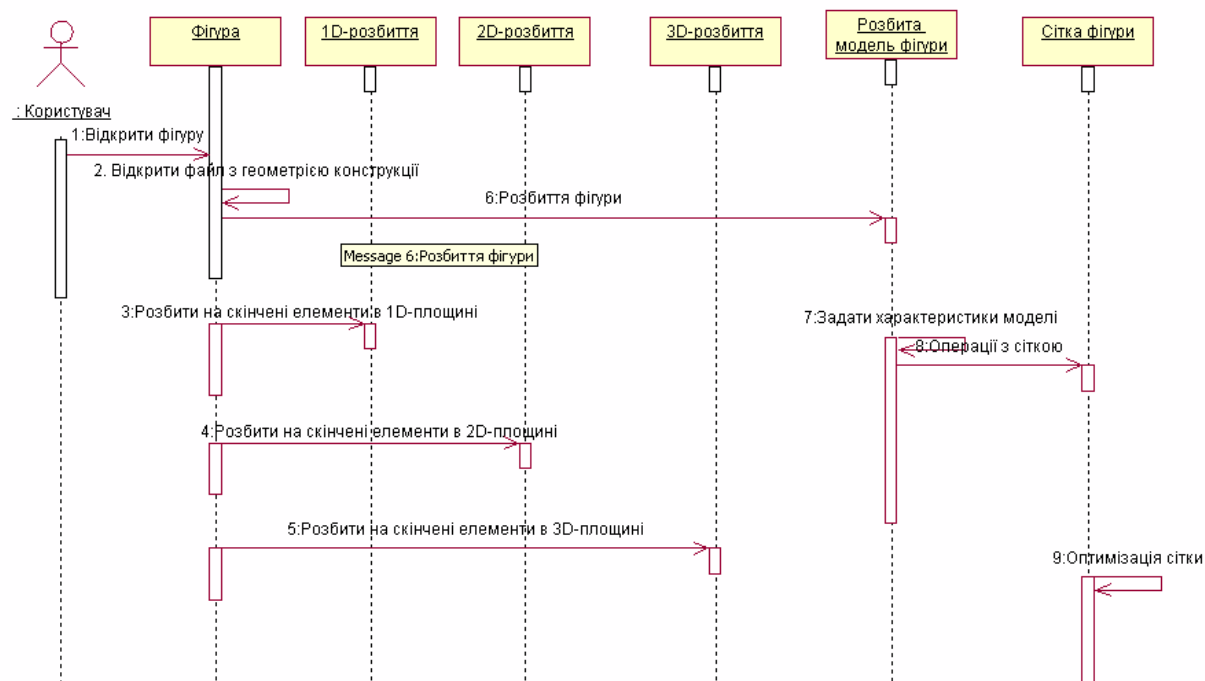 Фігура
1D-розбиття
2D-розбиття
3D-розбиття
Розбита
модель фігури
Сітка фігури
: Користувач
1:Відкрити фігуру
2. Відкрити файл з геометрією конструкції
6:Розбиття фігури
Message 6:Розбиття фігури
3:Розбити на скінчені елементи в 1D-площині
7:Задати характеристики моделі
8:Операції з сіткою
4:Розбити на скінчені елементи в 2D-площині
5:Розбити на скінчені елементи в 3D-площині
9:Оптимізація сітки